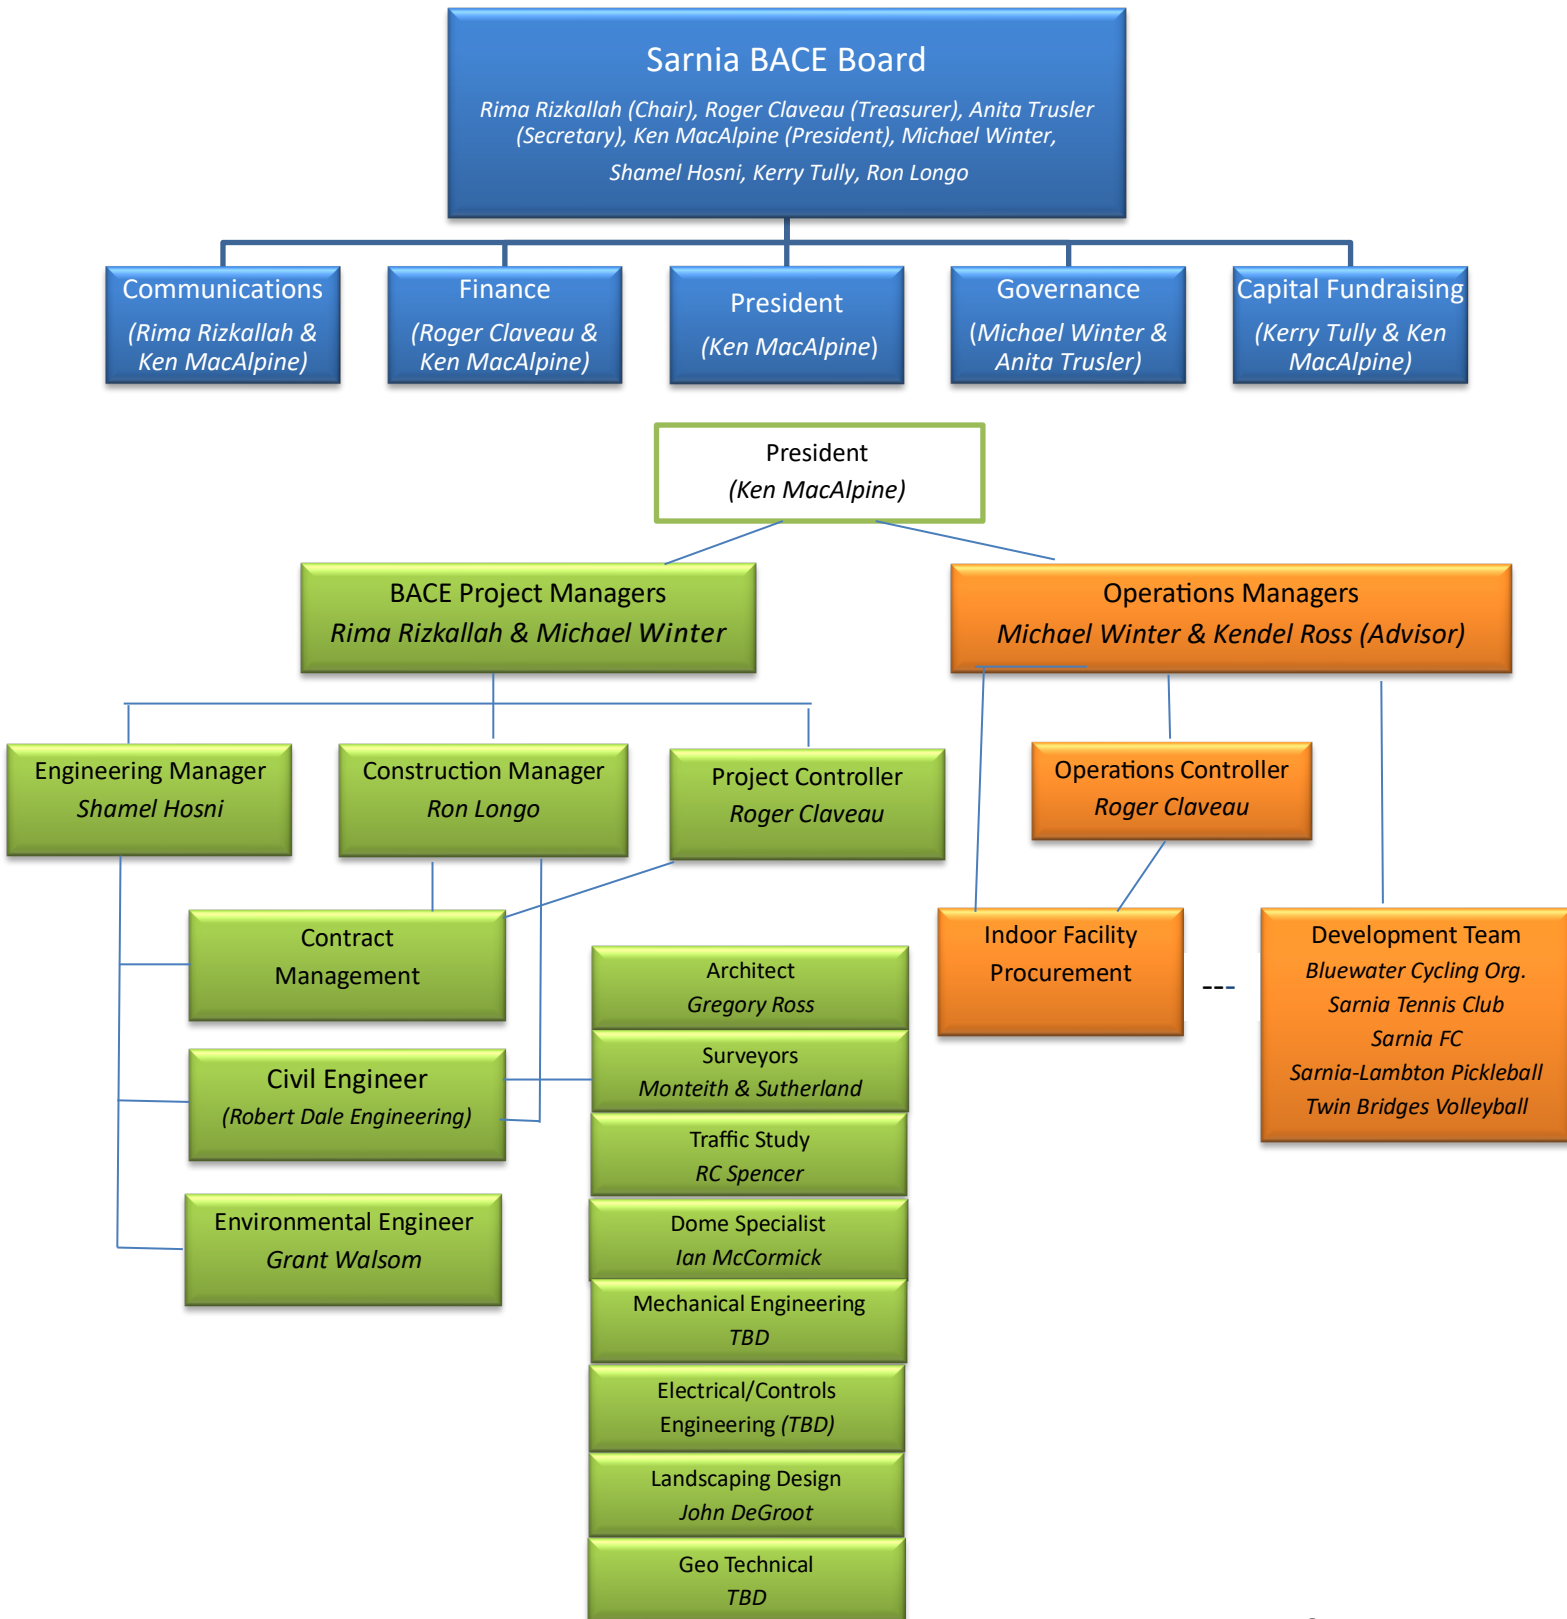 Sarnia BACE Board
Rima Rizkallah (Chair), Roger Claveau (Treasurer), Anita Trusler
(Secretary), Ken MacAlpine (President), Michael Winter,
Shamel Hosni, Kerry Tully, Ron Longo
Communications
(Rima Rizkallah &
Ken MacAlpine)
Finance
(Roger Claveau &
Ken MacAlpine)
President
(Ken MacAlpine)
Governance
(Michael Winter &
Anita Trusler)
Capital Fundraising
(Kerry Tully & Ken
MacAlpine)
President
(Ken MacAlpine)
BACE Project Managers
Rima Rizkallah & Michael Winter
Operations Managers
Michael Winter & Kendel Ross (Advisor)
Engineering Manager
Shamel Hosni
Construction Manager
Ron Longo
Project Controller
Roger Claveau
Operations Controller
Roger Claveau
Contract
Management
Civil Engineer
(Robert Dale Engineering)
Environmental Engineer
Grant Walsom
Architect
Gregory Ross
Surveyors
Monteith & Sutherland
Traffic Study
RC Spencer
Dome Specialist
Ian McCormick
Mechanical Engineering
TBD
Electrical/Controls
Engineering (TBD)
Landscaping Design
John DeGroot
Geo Technical
TBD
Indoor Facility
Procurement
---
Development Team
Bluewater Cycling Org.
Sarnia Tennis Club
Sarnia FC
Sarnia-Lambton Pickleball
Twin Bridges Volleyball